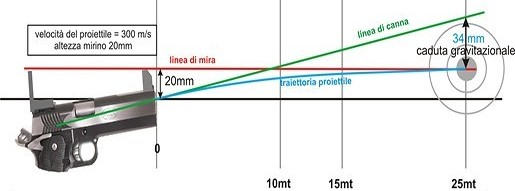 velocità del proiettile = 300 m/s
altezza mirino 20mm
linea di canna
34 mm
caduta gravitazionale
linea di mira
20mm
traiettoria proiettile
0
10mt
15mt
25mt